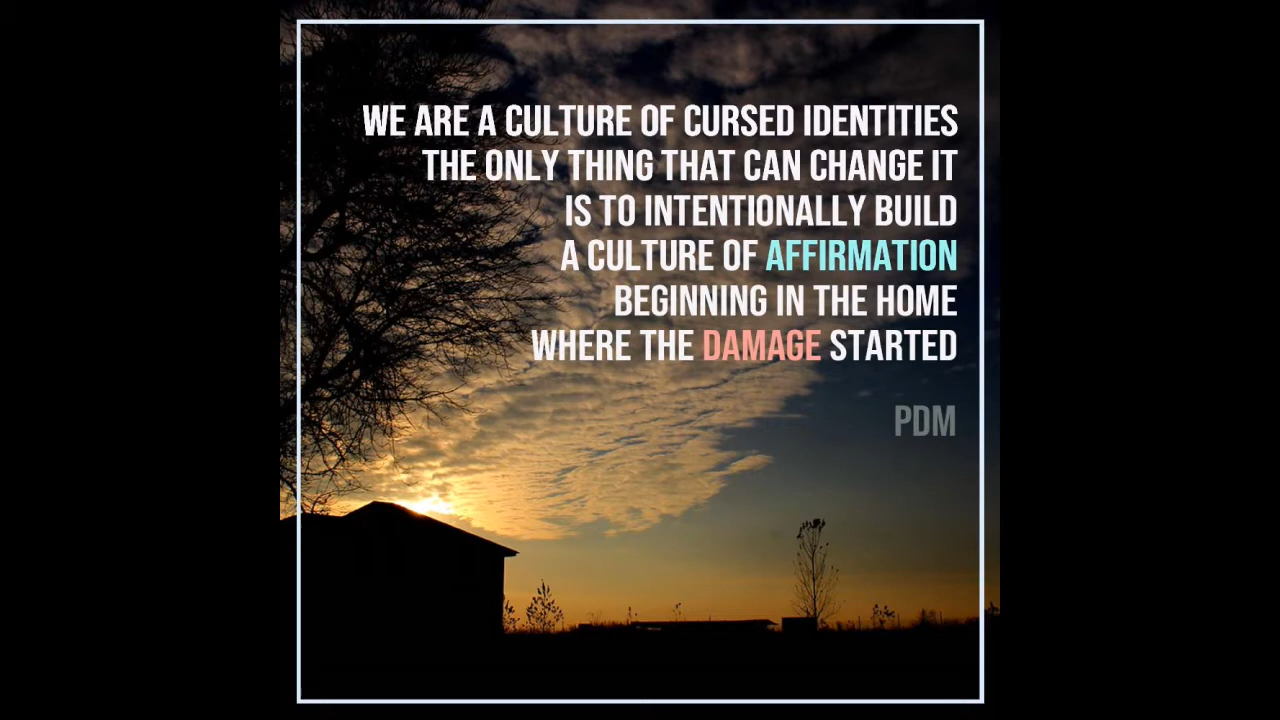 WE ARE A CULTURE OF CURSED IDENTITIES
THE ONLY THING THAT CAN CHANGE IT
IS TO INTENTIONALLY BUILD
A CULTURE OF AFFIRMATION
BEGINNING IN THE HOME
WHERE THE DAMAGE STARTED
PDM